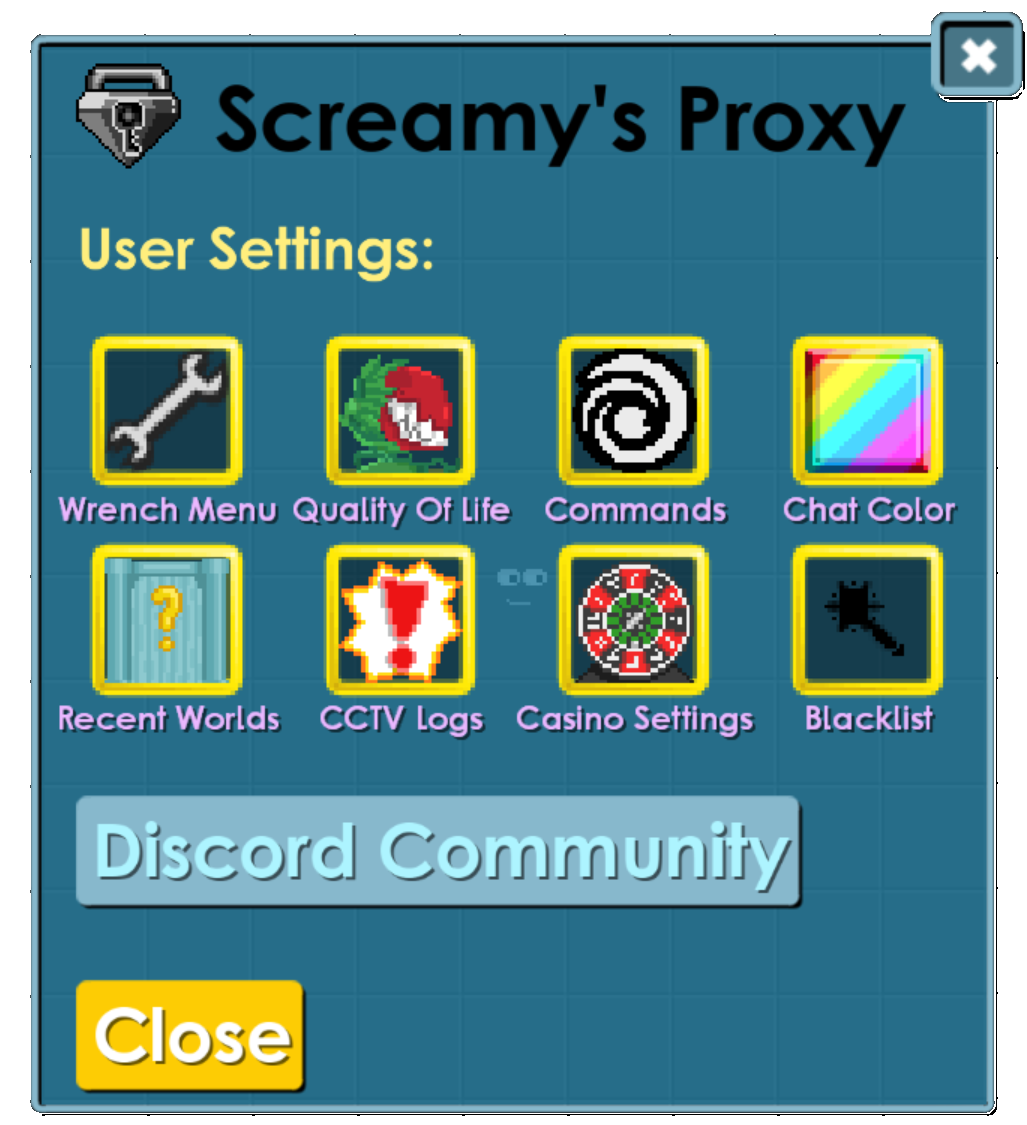 Screamy's Proxy
User Settings:
Wrench Menu Quality Of Life Commands Chat Color
Recent Worlds CCTV Logs Casino Settings Blacklist
Discord Community
Close